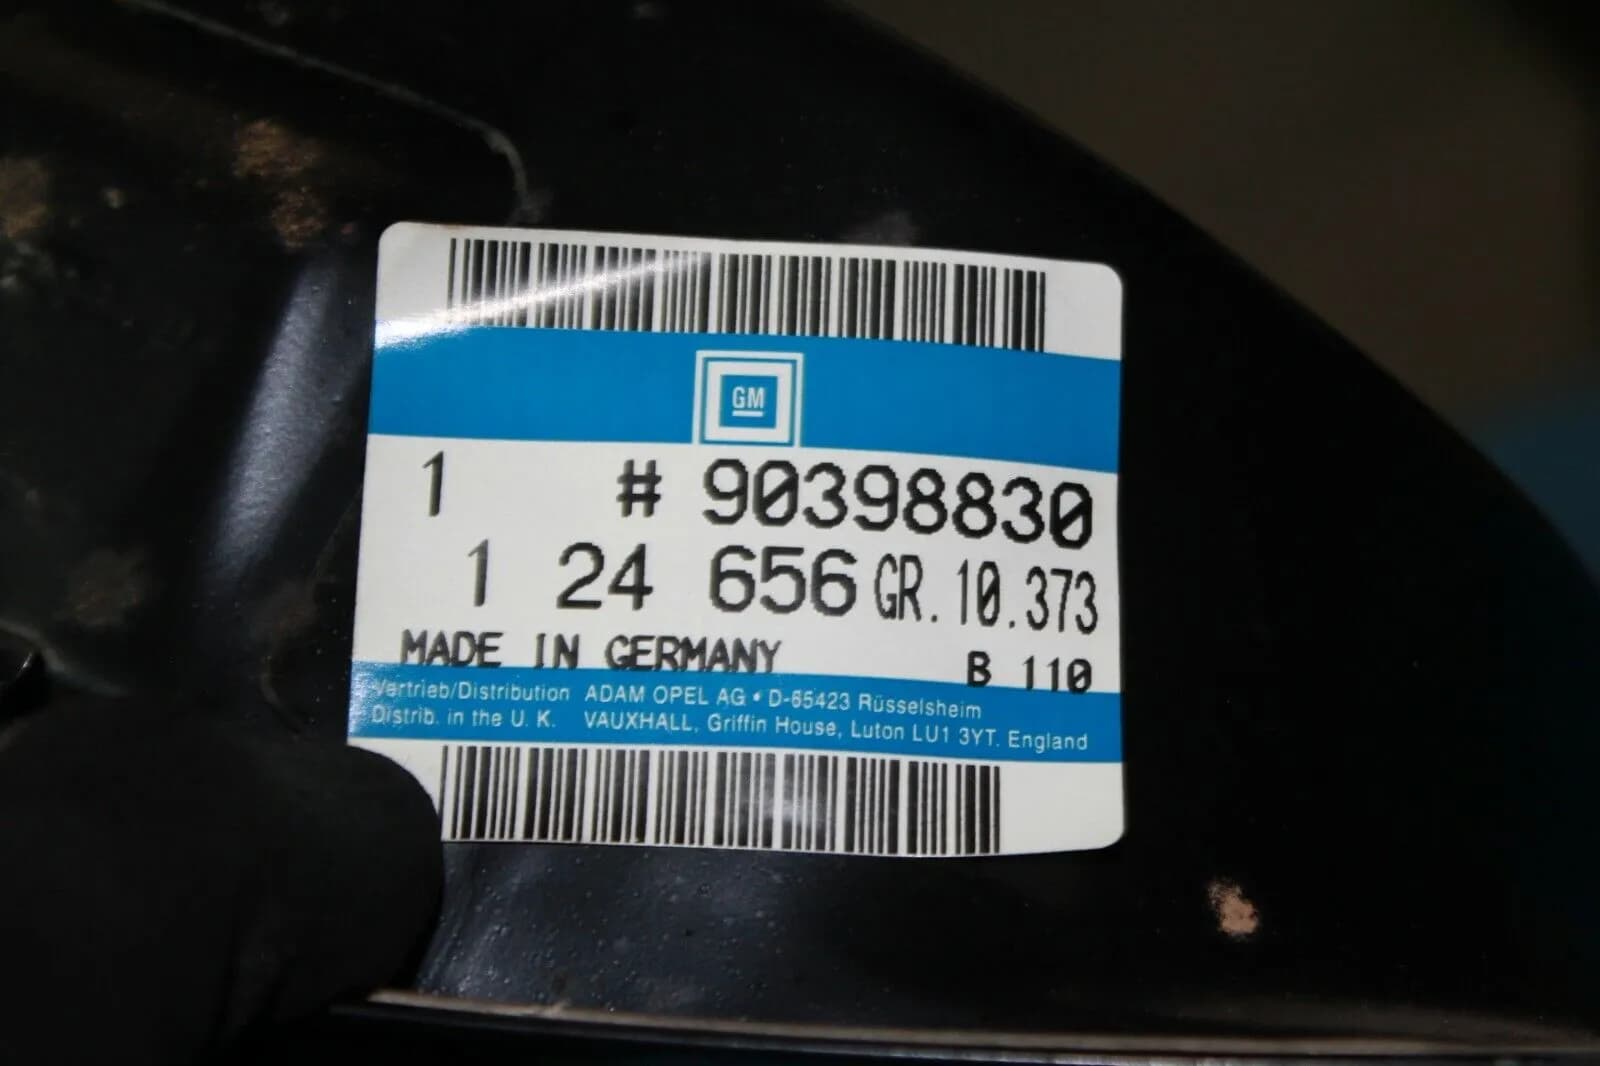 GM
1 # 90398830
1 24 656 GR. 10.373
MADE IN GERMANY B 110
Vertrieb/Distribution ADAM OPEL AG • D-65423 Rüsselsheim
Distrib. in the U. K. VAUXHALL, Griffin House, Luton LU1 3YT. England